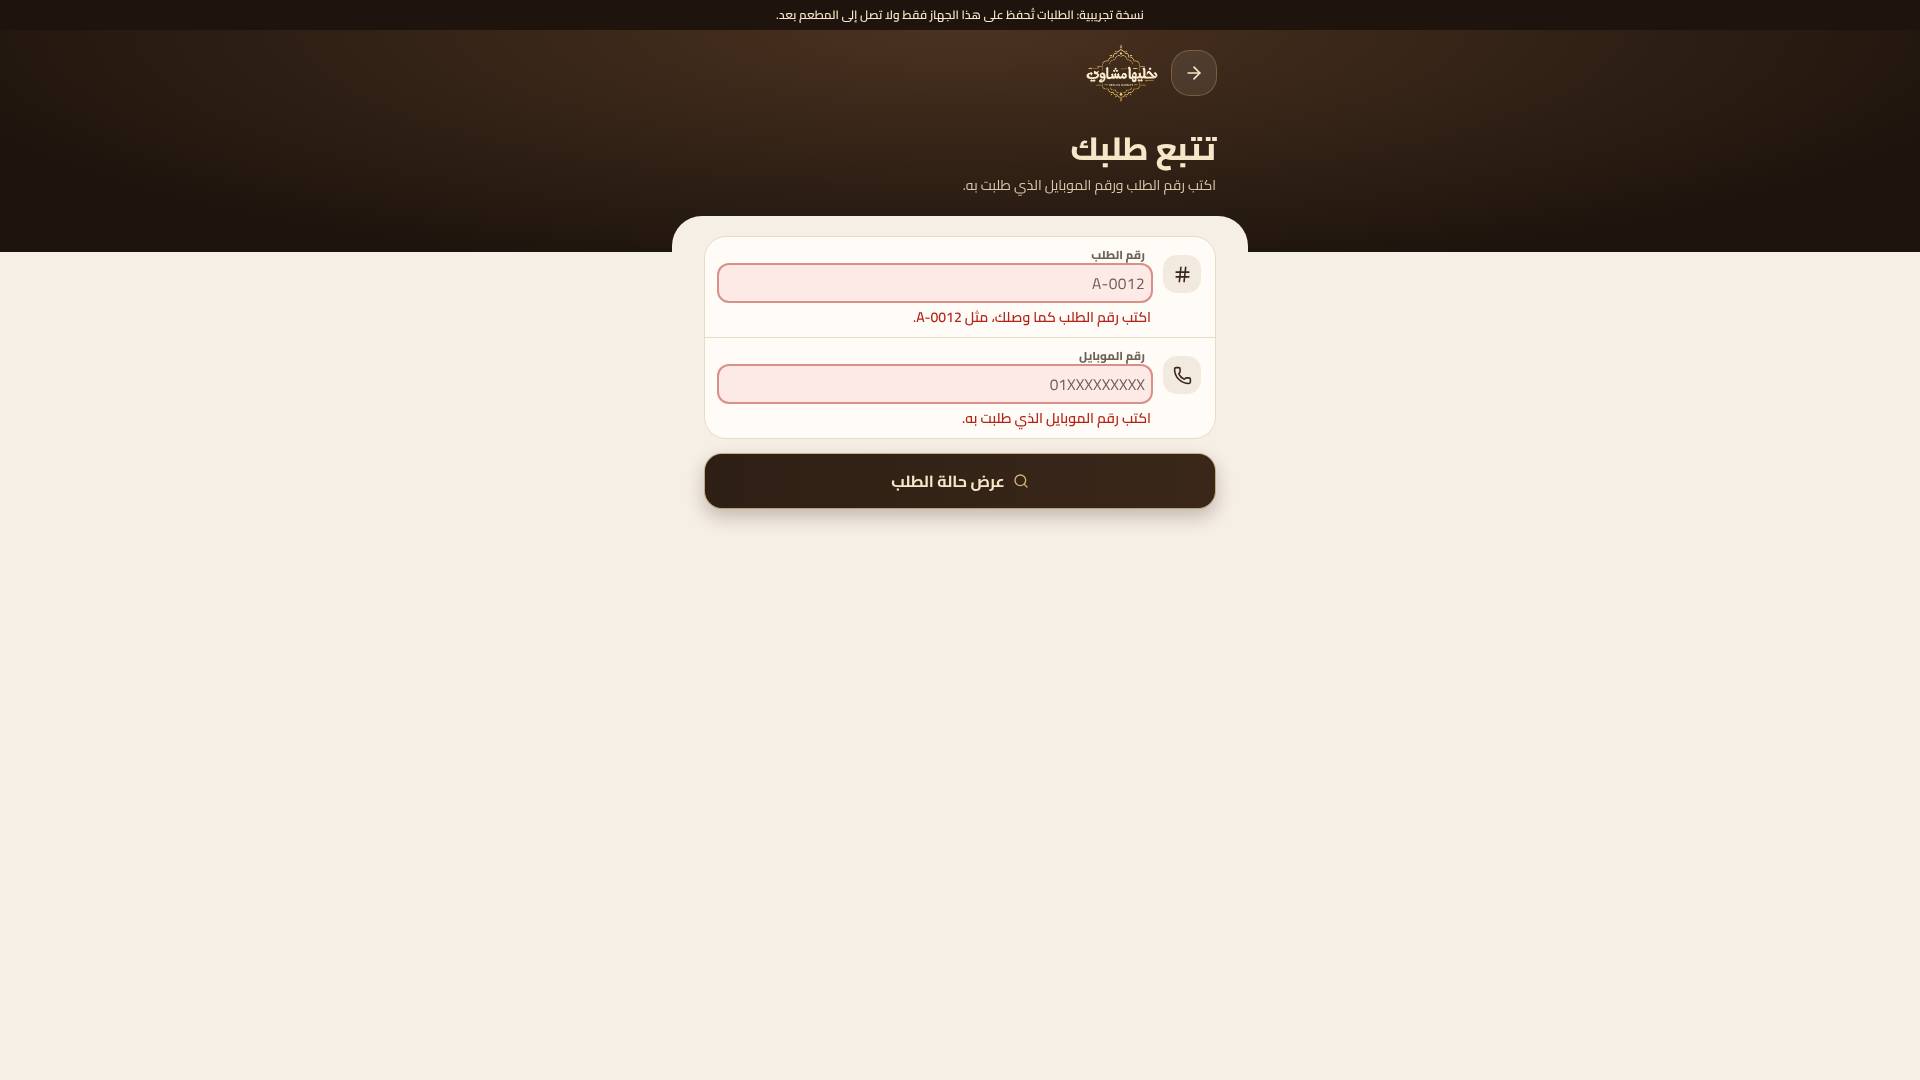 نسخة تجريبية: الطلبات تُحفظ على هذا الجهاز فقط ولا تصل إلى المطعم بعد.
خليها مشاوي
تتبع طلبك
اكتب رقم الطلب ورقم الموبايل الذي طلبت به.
رقم الطلب
A-0012
اكتب رقم الطلب كما وصلك، مثل A-0012.
رقم الموبايل
01XXXXXXXXX
اكتب رقم الموبايل الذي طلبت به.
عرض حالة الطلب